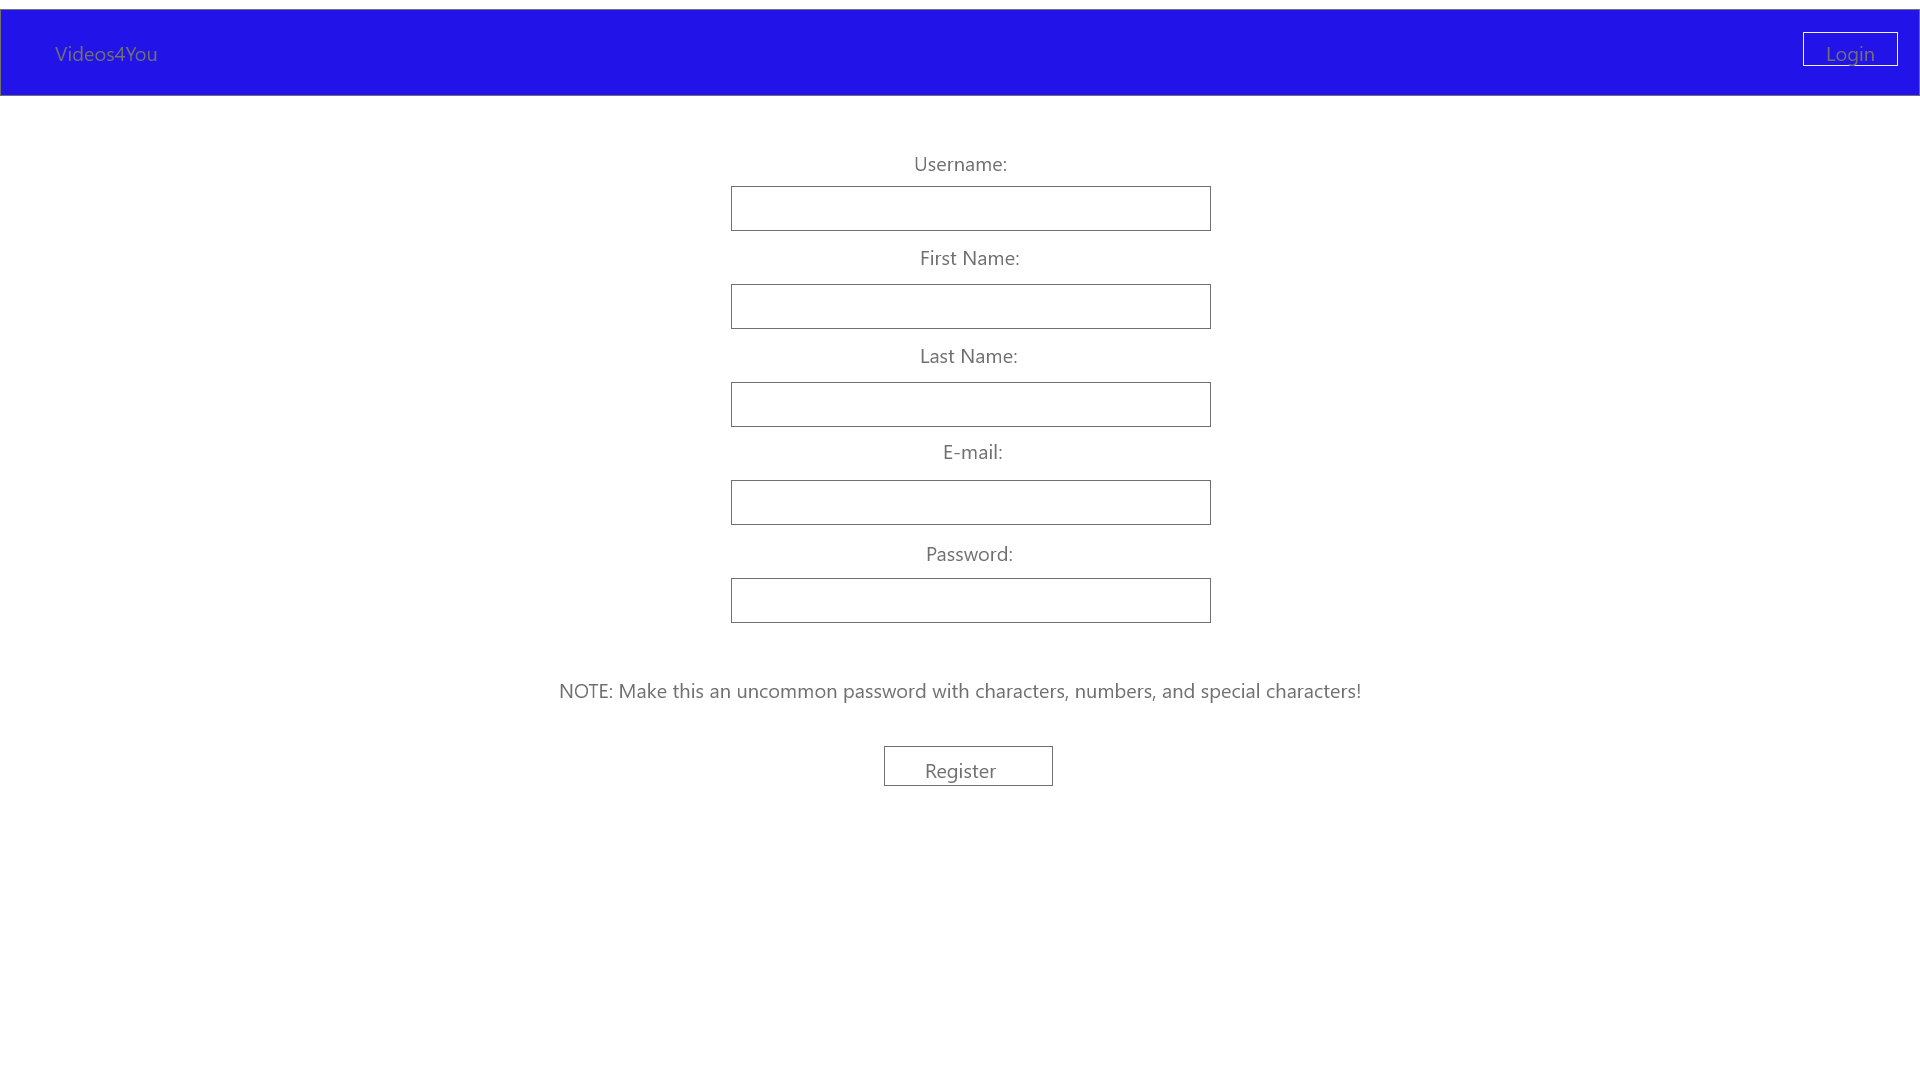 Videos4You
Login
Username:
First Name:
Last Name:
E-mail:
Password:
NOTE: Make this an uncommon password with characters, numbers, and special characters!
Register